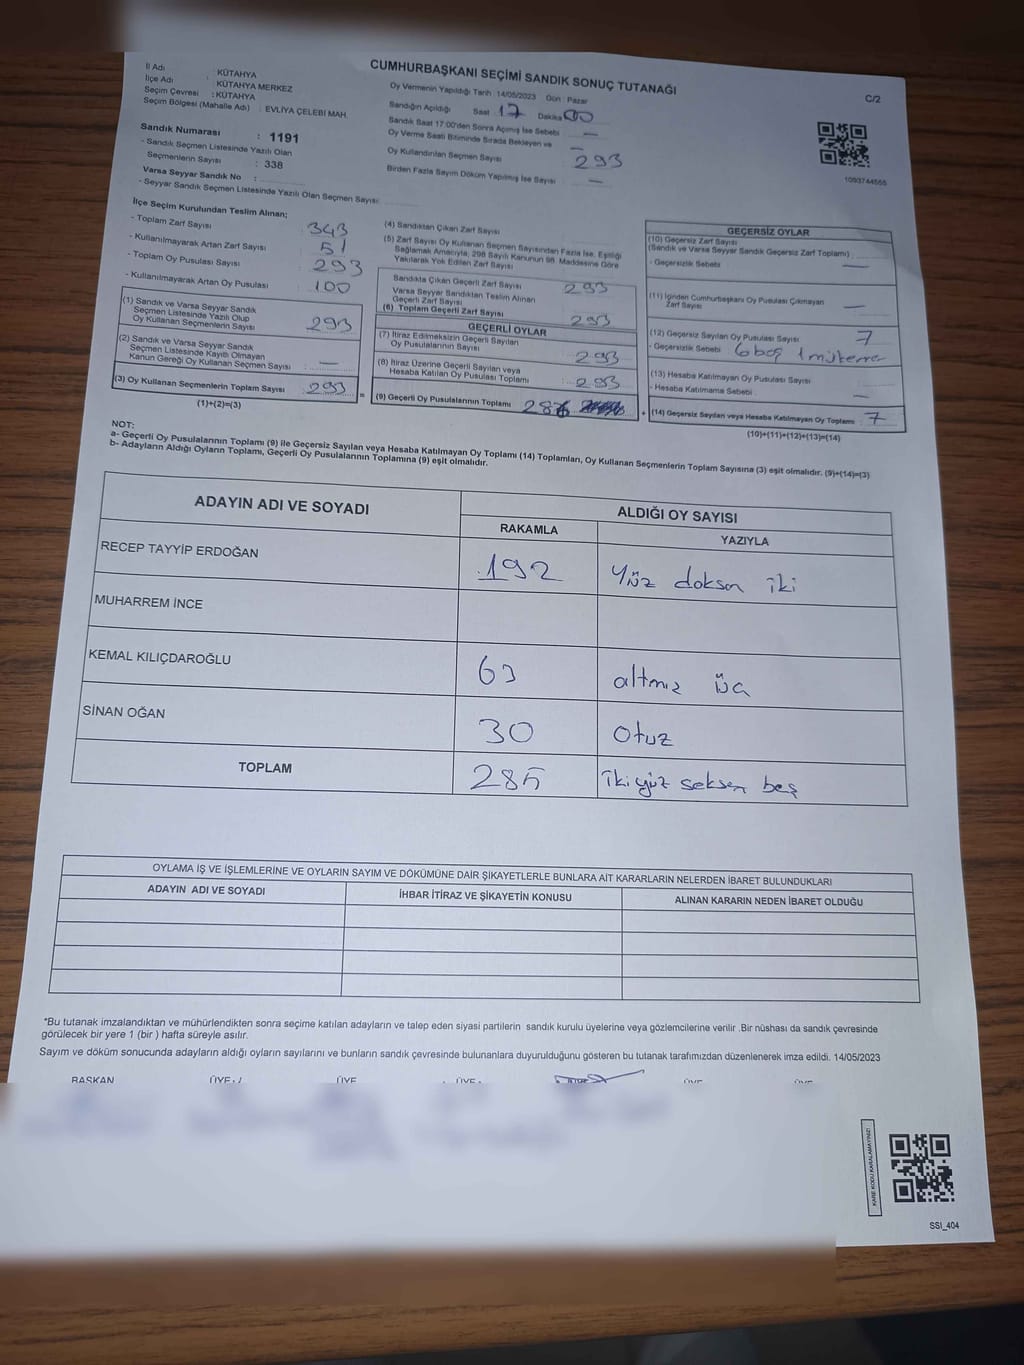 CUMHURBAŞKANI SEÇİMİ SANDIK SONUÇ TUTANAĞI
C/2
İl Adı : KÜTAHYA
İlçe Adı : KÜTAHYA MERKEZ
Seçim Çevresi : KÜTAHYA
Seçim Bölgesi (Mahalle Adı) : EVLİYA ÇELEBİ MAH.
Sandık Numarası : 1191
- Sandık Seçmen Listesinde Yazılı Olan
Seçmenlerin Sayısı : 338
Varsa Seyyar Sandık No :
- Seyyar Sandık Seçmen Listesinde Yazılı Olan Seçmen Sayısı:
Oy Vermenin Yapıldığı Tarih :14/05/2023 Gün : Pazar
Sandığın Açıldığı Saat 17 Dakika 00
Sandık Saat 17:00'den Sonra Açımış İse Sebebi —
Oy Verme Saati Bitiminde Sırada Bekleyen ve —
Oy Kullandırılan Seçmen Sayısı 293
Birden Fazla Sayım Döküm Yapılmış İse Sayısı —
1093744555
İlçe Seçim Kurulundan Teslim Alınan;
- Toplam Zarf Sayısı 343
- Kullanılmayarak Artan Zarf Sayısı 51
- Toplam Oy Pusulası Sayısı 293
- Kullanılmayarak Artan Oy Pusulası 100
(1) Sandık ve Varsa Seyyar Sandık
Seçmen Listesinde Yazılı Olup
Oy Kullanan Seçmenlerin Sayısı 293
(2) Sandık ve Varsa Seyyar Sandık
Seçmen Listesinde Kayıtlı Olmayan
Kanun Gereği Oy Kullanan Seçmen Sayısı —
(3) Oy Kullanan Seçmenlerin Toplam Sayısı 293
(1)+(2)=(3)
=
(4) Sandıktan Çıkan Zarf Sayısı
(5) Zarf Sayısı Oy Kullanan Seçmen Sayısından Fazla İse, Eşitliği
Sağlamak Amacıyla; 298 Sayılı Kanunun 98. Maddesine Göre
Yakılarak Yok Edilen Zarf Sayısı
Sandıkta Çıkan Geçerli Zarf Sayısı 293
Varsa Seyyar Sandıktan Teslim Alınan
Geçerli Zarf Sayısı
(6) Toplam Geçerli Zarf Sayısı 293
GEÇERLİ OYLAR
(7) İtiraz Edilmeksizin Geçerli Sayılan
Oy Pusulalarının Sayısı 293
(8) İtiraz Üzerine Geçerli Sayılan veya
Hesaba Katılan Oy Pusulası Toplamı : 293
(9) Geçerli Oy Pusulalarının Toplamı
+
GEÇERSİZ OYLAR
(10) Geçersiz Zarf Sayısı
(Sandık ve Varsa Seyyar Sandık Geçersiz Zarf Toplamı)
- Geçersizlik Sebebi —
(11) İçinden Cumhurbaşkanı Oy Pusulası Çıkmayan
Zarf Sayısı —
(12) Geçersiz Sayılan Oy Pusulası Sayısı 7
- Geçersizlik Sebebi 6 boş 1 mükerrer
(13) Hesaba Katılmayan Oy Pusulası Sayısı
- Hesaba Katılmama Sebebi —
(14) Geçersiz Sayılan veya Hesaba Katılmayan Oy Toplamı : 7
(10)+(11)+(12)+(13)=(14)
NOT:
a- Geçerli Oy Pusulalarının Toplamı (9) ile Geçersiz Sayılan veya Hesaba Katılmayan Oy Toplamı (14) Toplamları, Oy Kullanan Seçmenlerin Toplam Sayısına (3) eşit olmalıdır. (9)+(14)=(3)
b- Adayların Aldığı Oyların Toplamı, Geçerli Oy Pusulalarının Toplamına (9) eşit olmalıdır.
ADAYIN ADI VE SOYADI
ALDIĞI OY SAYISI
RAKAMLA YAZIYLA
RECEP TAYYİP ERDOĞAN 192 Yüz doksan iki
MUHARREM İNCE
KEMAL KILIÇDAROĞLU 63 altmız üç
SİNAN OĞAN 30 Otuz
TOPLAM 285 İkiyüz seksen beş
OYLAMA İŞ VE İŞLEMLERİNE VE OYLARIN SAYIM VE DÖKÜMÜNE DAİR ŞİKAYETLERLE BUNLARA AİT KARARLARIN NELERDEN İBARET BULUNDUKLARI
ADAYIN ADI VE SOYADI İHBAR İTİRAZ VE ŞİKAYETİN KONUSU ALINAN KARARIN NEDEN İBARET OLDUĞU
*Bu tutanak imzalandıktan ve mühürlendikten sonra seçime katılan adayların ve talep eden siyasi partilerin sandık kurulu üyelerine veya gözlemcilerine verilir .Bir nüshası da sandık çevresinde
görülecek bir yere 1 (bir ) hafta süreyle asılır.
Sayım ve döküm sonucunda adayların aldığı oyların sayılarını ve bunların sandık çevresinde bulunanlara duyurulduğunu gösteren bu tutanak tarafımızdan düzenlenerek imza edildi. 14/05/2023
BAŞKAN ÜYE ÜYE ÜYE
KARE KODU KARALAMAYINIZ!
SSI_404